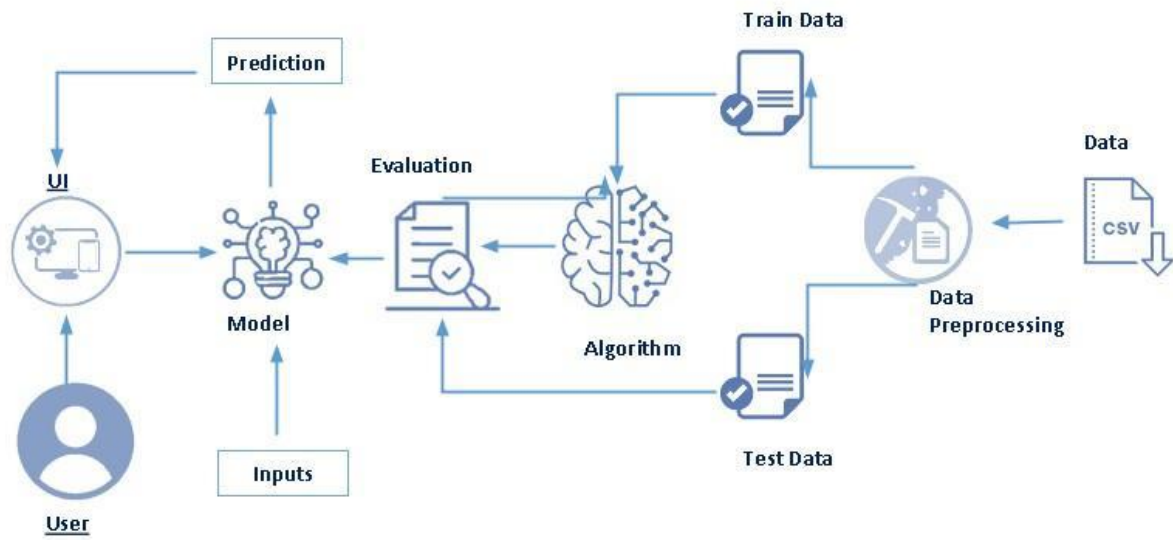 Train Data
Prediction
Evaluation
Data
UI
CSV
Model
Algorithm
Data
Preprocessing
Inputs
Test Data
User